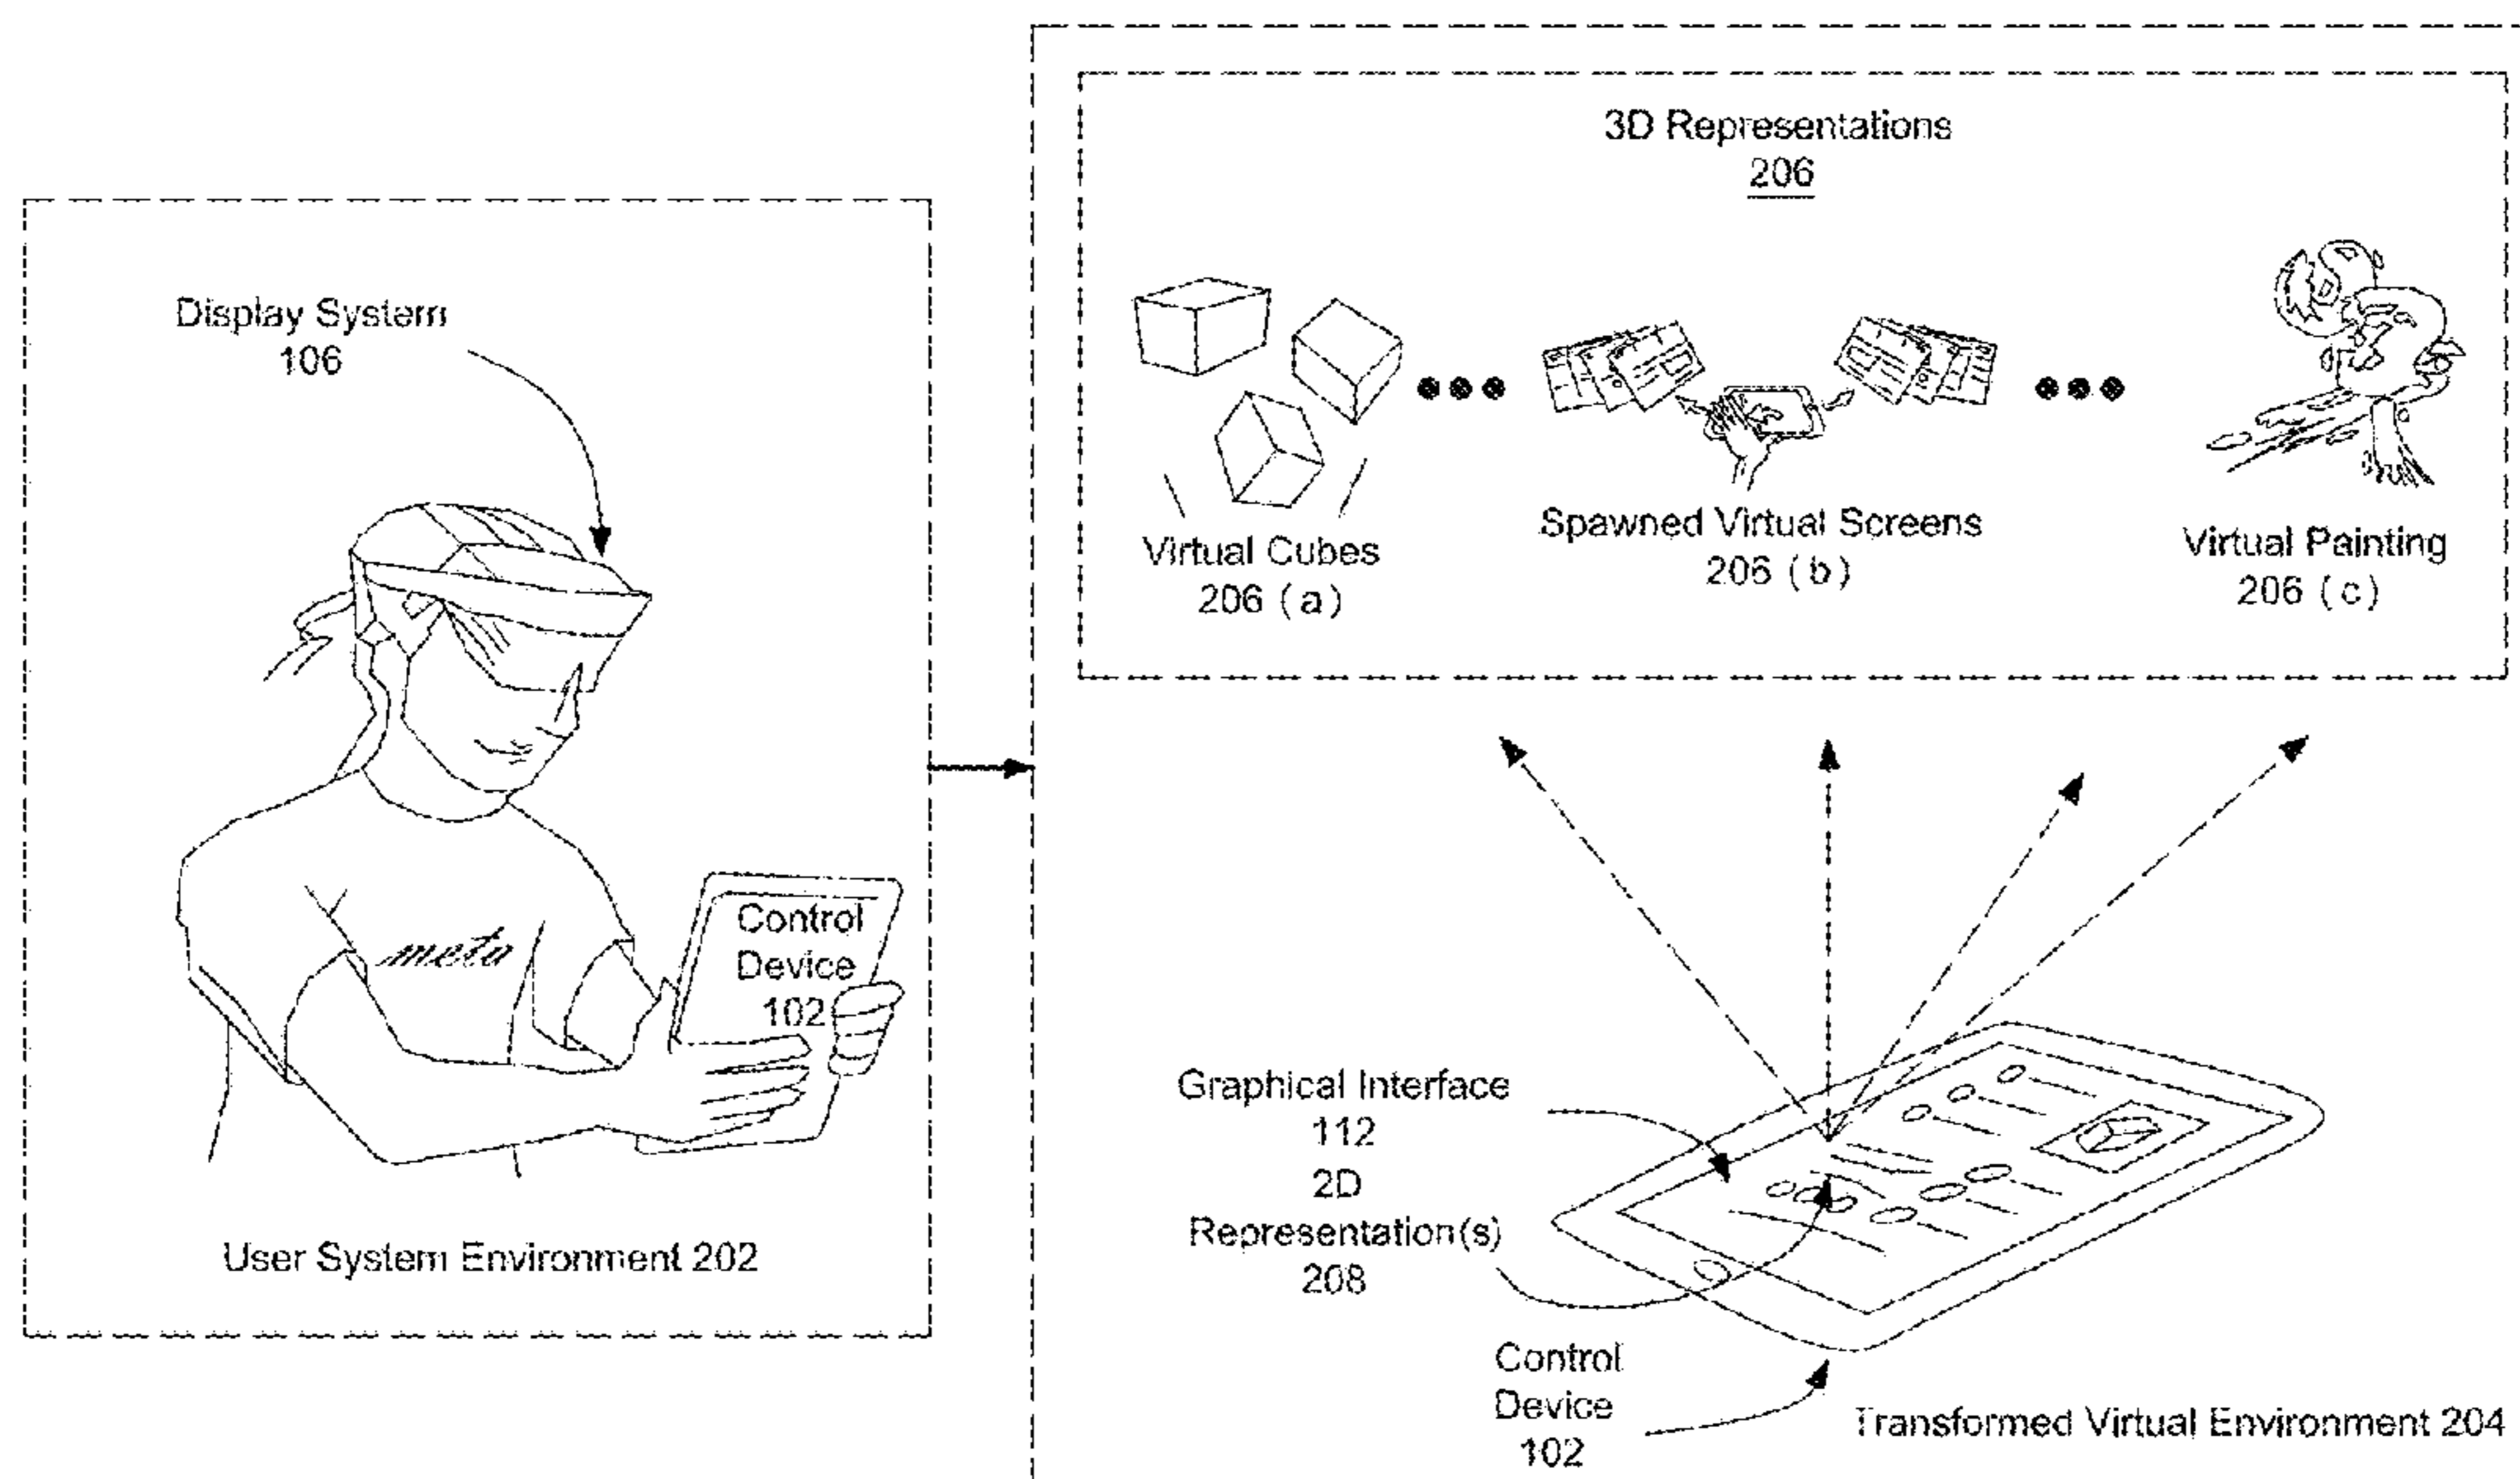 Display System
106
meta
Control
Device
102
User System Environment 202
3D Representations
206
Virtual Cubes
206 (a)
Spawned Virtual Screens
206 (b)
Virtual Painting
206 (c)
Graphical Interface
112
2D
Representation(s)
208
Control
Device
102
Transformed Virtual Environment 204